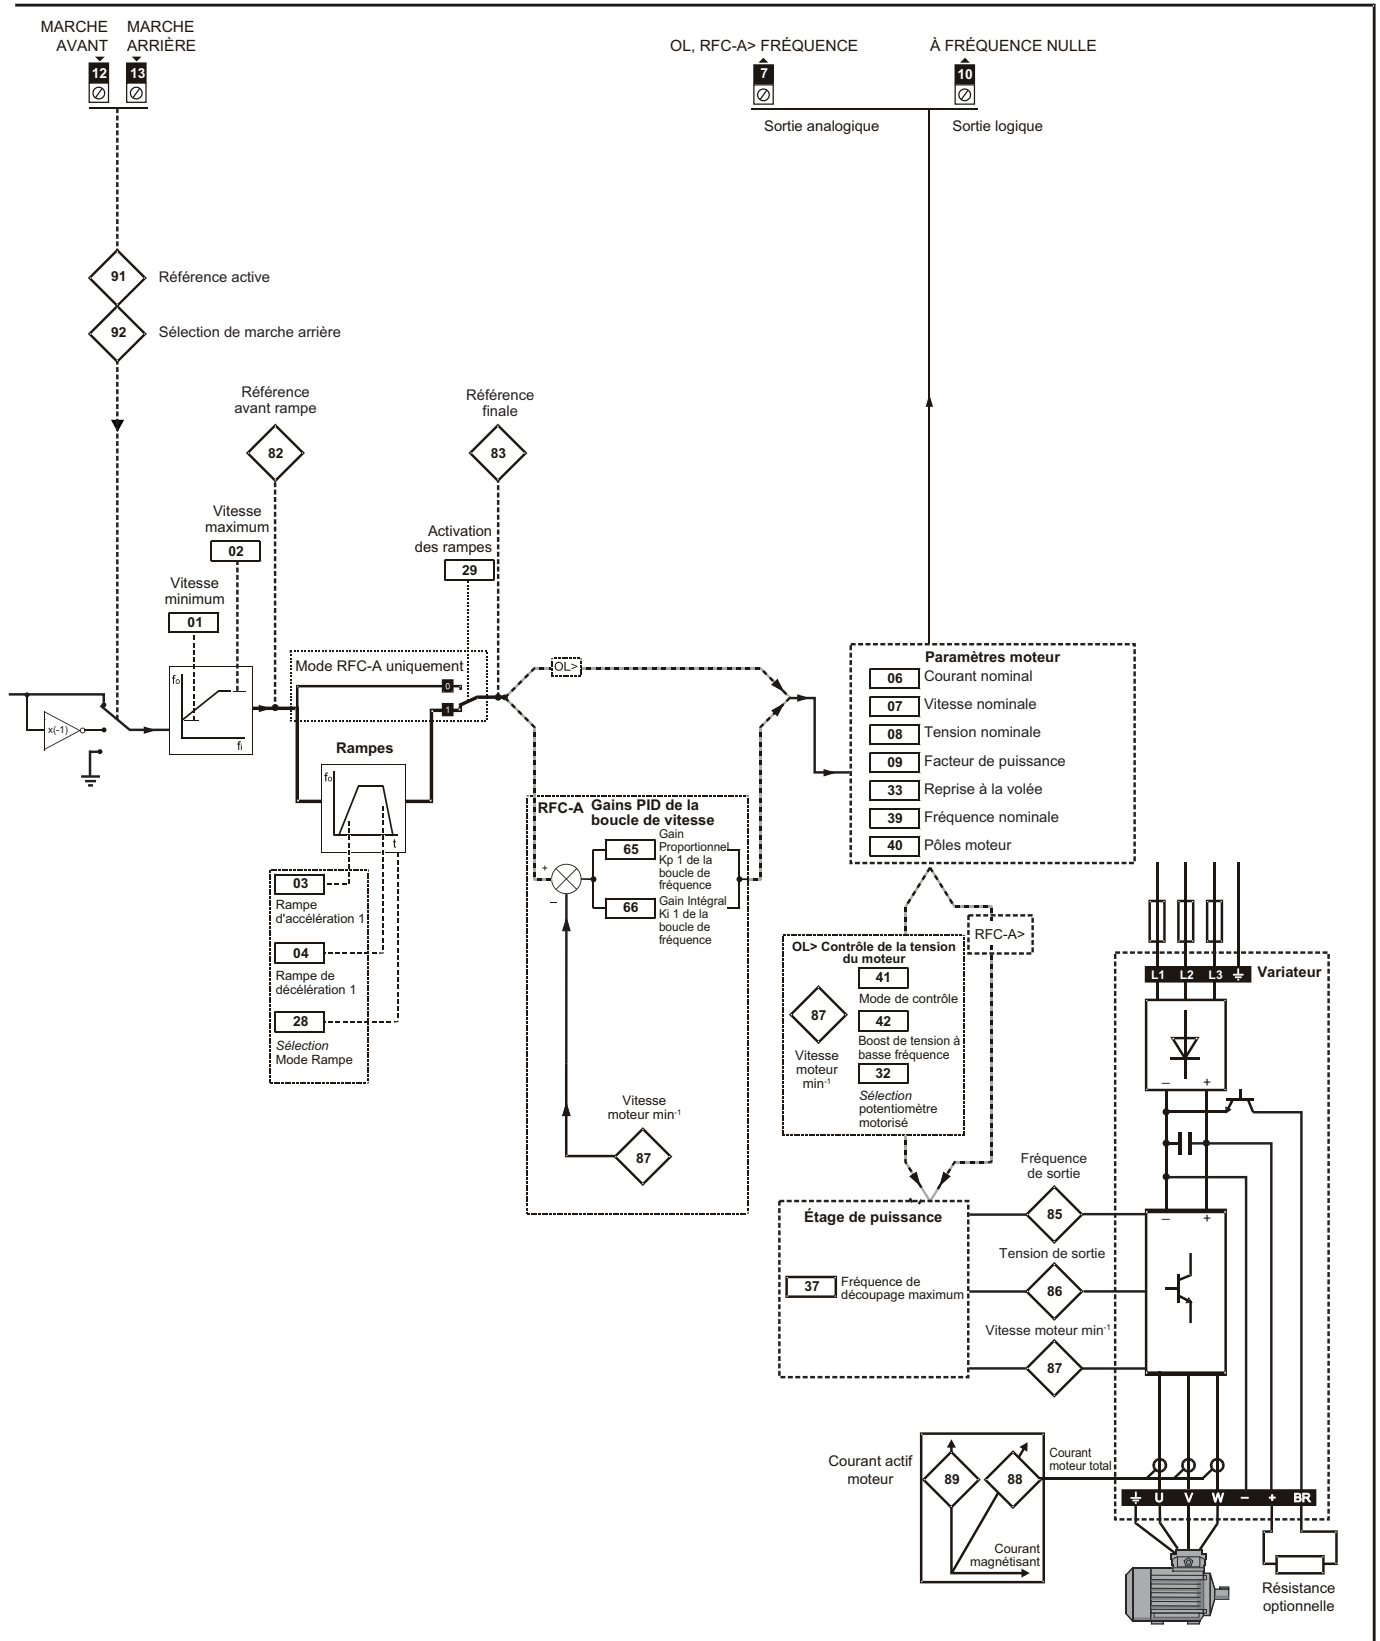 MARCHE AVANT
MARCHE ARRIÈRE
12
13
OL, RFC-A> FRÉQUENCE
À FRÉQUENCE NULLE
7
10
Sortie analogique
Sortie logique
91
Référence active
92
Sélection de marche arrière
Référence
avant rampe
82
Référence
finale
83
Vitesse
maximum
02
Activation
des rampes
29
Vitesse
minimum
01
Mode RFC-A uniquement
0
1
OL>
fo
fi
x(-1)
Rampes
fo
t
03
Rampe
d'accélération 1
04
Rampe de
décélération 1
28
Sélection
Mode Rampe
RFC-A
Gains PID de la
boucle de vitesse
+
−
65
Gain
Proportionnel
Kp 1 de la
boucle de
fréquence
66
Gain Intégral
Ki 1 de la
boucle de
fréquence
Vitesse
moteur min-1
87
Paramètres moteur
06 Courant nominal
07 Vitesse nominale
08 Tension nominale
09 Facteur de puissance
33 Reprise à la volée
39 Fréquence nominale
40 Pôles moteur
RFC-A>
OL> Contrôle de la tension
du moteur
41
Mode de contrôle
87
Vitesse
moteur
min-1
42
Boost de tension à
basse fréquence
32
Sélection
potentiomètre
motorisé
Étage de puissance
37
Fréquence de
découpage maximum
Fréquence
de sortie
85
Tension de sortie
86
Vitesse moteur min-1
87
L1 L2 L3
Variateur
− +
− +
Courant actif
moteur
89
88
Courant
moteur total
Courant
magnétisant
U V W − + BR
Résistance
optionnelle